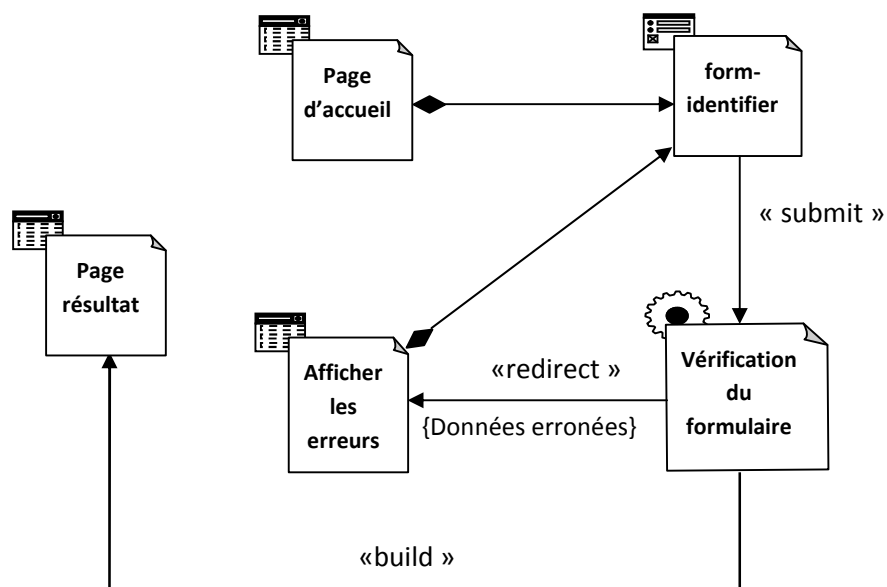 Page
d’accueil
form-
identifier
« submit »
Page
résultat
Afficher
les
erreurs
«redirect »
{Données erronées}
Vérification
du
formulaire
«build »